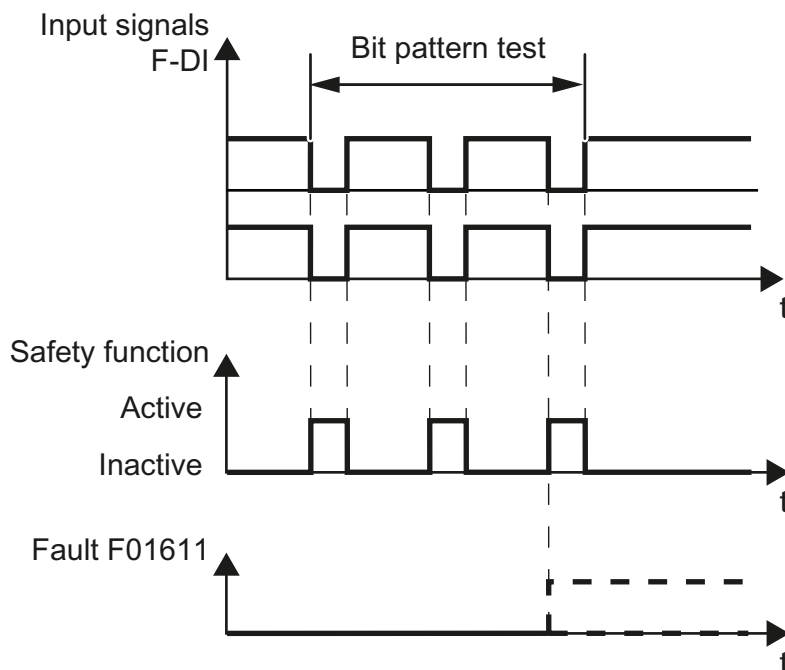 Input signals
F-DI
Bit pattern test
t
Safety function
Active
Inactive
t
Fault F01611
t